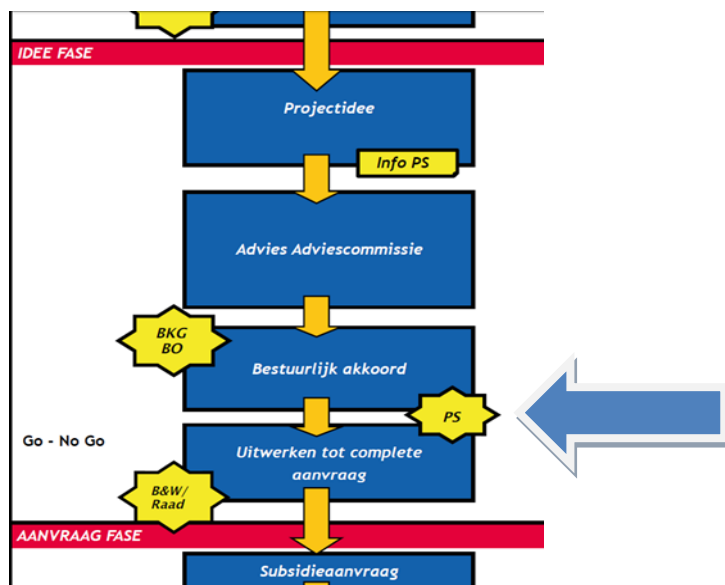 IDEE FASE
Projectidee
Info PS
Advies Adviescommissie
BKG
BO
Bestuurlijk akkoord
PS
Go - No Go
Uitwerken tot complete
aanvraag
B&W/
Raad
AANVRAAG FASE
Subsidieaanvraag